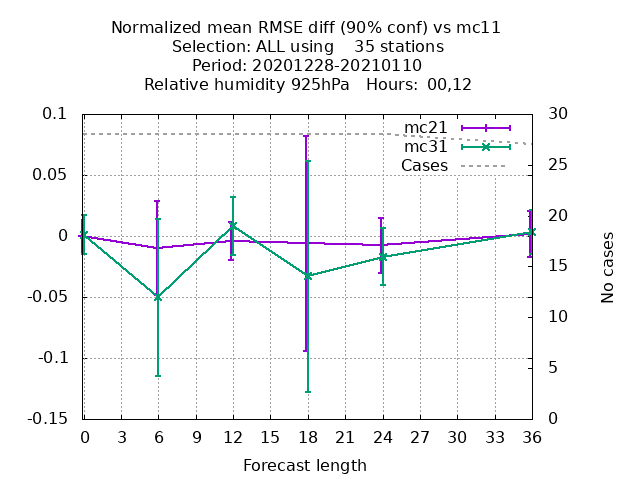 Normalized mean RMSE diff (90% conf) vs mc11
Selection: ALL using    35 stations
Period: 20201228-20210110
Relative humidity 925hPa   Hours:  00,12
0.1
0.05
0
-0.05
-0.1
-0.15
30
25
20
15
10
5
0
mc21
mc31
Cases
No cases
0 3 6 9 12 15 18 21 24 27 30 33 36
Forecast length